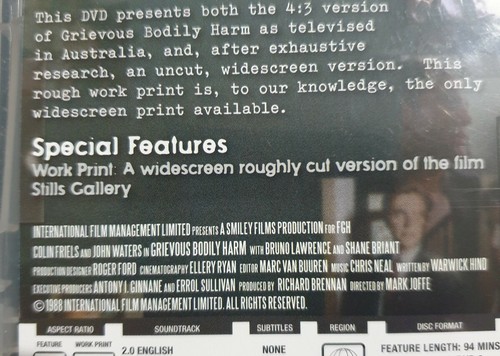 This DVD presents both the 4:3 version
of Grievous Bodily Harm as televised
in Australia, and, after exhaustive
research, an uncut, widescreen version. This
rough work print is, to our knowledge, the only
widescreen print available.
Special Features
Work Print: A widescreen roughly cut version of the film
Stills Gallery
INTERNATIONAL FILM MANAGEMENT LIMITED PRESENTS A SMILEY FILMS PRODUCTION FOR FGH
COLIN FRIELS AND JOHN WATERS IN GRIEVOUS BODILY HARM WITH BRUNO LAWRENCE AND SHANE BRIANT
PRODUCTION DESIGNER ROGER FORD CINEMATOGRAPHY ELLERY RYAN EDITOR MARC VAN BUUREN MUSIC CHRIS NEAL WRITTEN BY WARWICK HIND
EXECUTIVE PRODUCERS ANTONY I. GINNANE AND ERROL SULLIVAN PRODUCED BY RICHARD BRENNAN DIRECTED BY MARK JOFFE
© 1988 INTERNATIONAL FILM MANAGEMENT LIMITED. ALL RIGHTS RESERVED.
ASPECT RATIO SOUNDTRACK SUBTITLES REGION DISC FORMAT
FEATURE WORK PRINT 2.0 ENGLISH NONE FEATURE LENGTH: 94 MINS